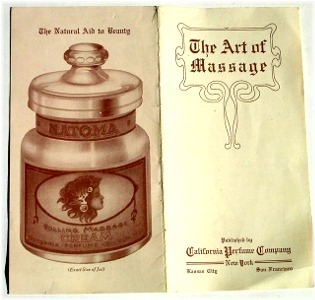 The Natural Aid to Beauty
NATOMA
ROLLING MASSAGE
CREAM
PERFUME
(Exact Size of Jar)
The Art of
Massage
Published by
California Perfume Company
New York
Kansas City San Francisco